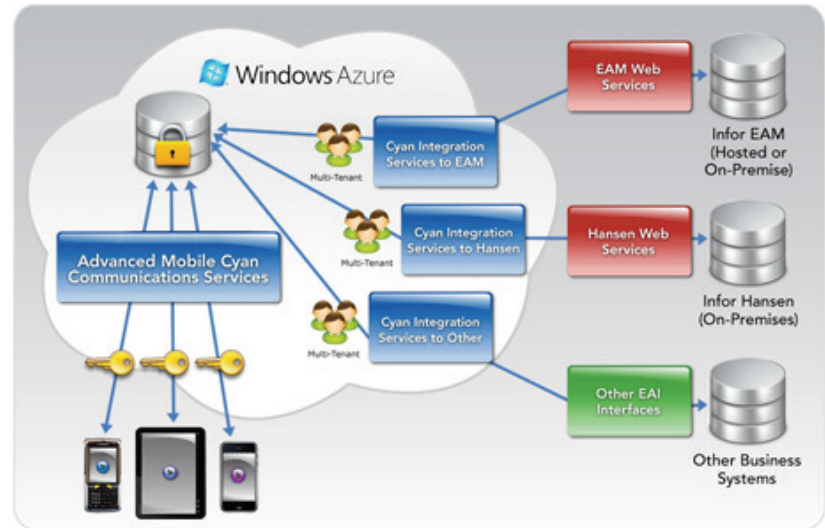 Windows Azure
EAM Web
Services
Infor EAM
(Hosted or
On-Premise)
Cyan Integration
Services to EAM
Multi-Tenant
Cyan Integration
Services to Hansen
Multi-Tenant
Hansen Web
Services
Infor Hansen
(On-Premises)
Advanced Mobile Cyan
Communications Services
Cyan Integration
Services to Other
Multi-Tenant
Other EAI
Interfaces
Other Business
Systems